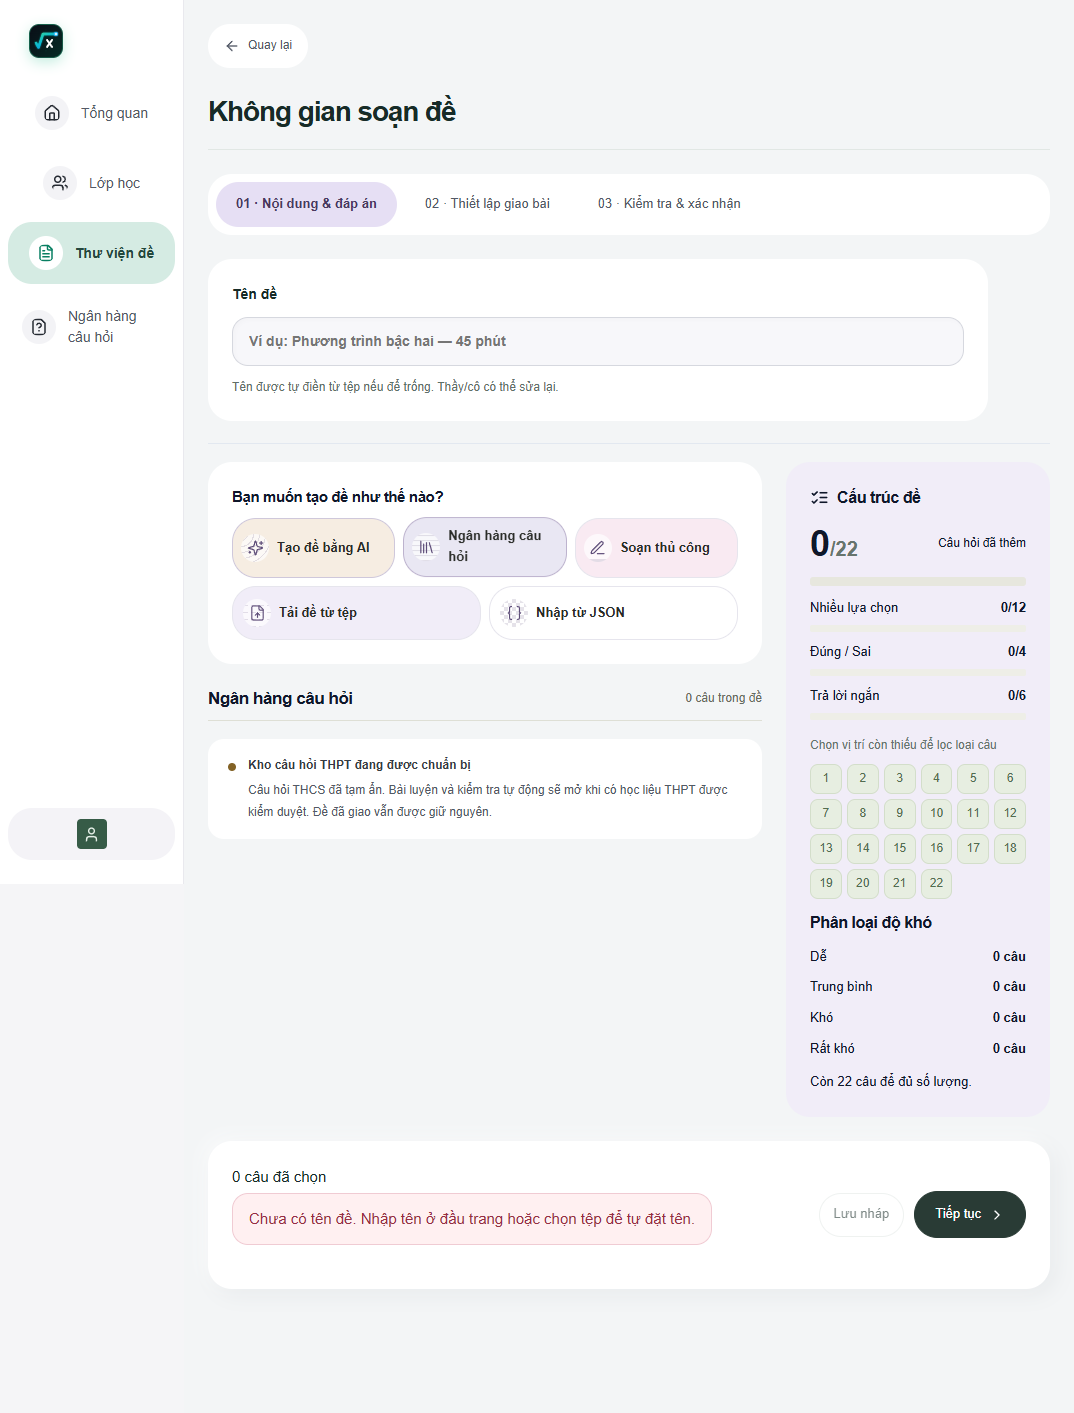 √x
Quay lại
Tổng quan
Không gian soạn đề
Lớp học
01 · Nội dung & đáp án
02 · Thiết lập giao bài
03 · Kiểm tra & xác nhận
Thư viện đề
Ngân hàng
câu hỏi
Tên đề
Ví dụ: Phương trình bậc hai — 45 phút
Tên được tự điền từ tệp nếu để trống. Thầy/cô có thể sửa lại.
Bạn muốn tạo đề như thế nào?
Tạo đề bằng AI
Ngân hàng câu
hỏi
Soạn thủ công
Tải đề từ tệp
Nhập từ JSON
Ngân hàng câu hỏi
0 câu trong đề
Kho câu hỏi THPT đang được chuẩn bị
Câu hỏi THCS đã tạm ẩn. Bài luyện và kiểm tra tự động sẽ mở khi có học liệu THPT được
kiểm duyệt. Đề đã giao vẫn được giữ nguyên.
Cấu trúc đề
0/22
Câu hỏi đã thêm
Nhiều lựa chọn 0/12
Đúng / Sai 0/4
Trả lời ngắn 0/6
Chọn vị trí còn thiếu để lọc loại câu
1 2 3 4 5 6
7 8 9 10 11 12
13 14 15 16 17 18
19 20 21 22
Phân loại độ khó
Dễ 0 câu
Trung bình 0 câu
Khó 0 câu
Rất khó 0 câu
Còn 22 câu để đủ số lượng.
0 câu đã chọn
Chưa có tên đề. Nhập tên ở đầu trang hoặc chọn tệp để tự đặt tên.
Lưu nháp
Tiếp tục